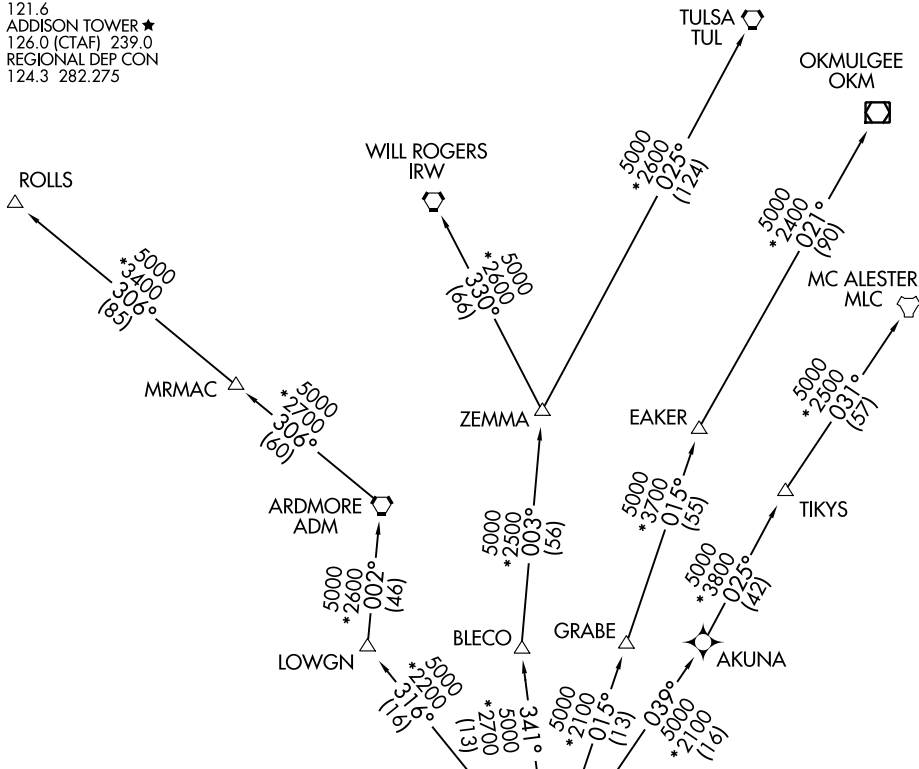 121.6
ADDISON TOWER ★
126.0 (CTAF) 239.0
REGIONAL DEP CON
124.3 282.275
TULSA
TUL
OKMULGEE
OKM
WILL ROGERS
IRW
ROLLS
5000
*2600
025°
(124)
5000
*2400
021°
(90)
MC ALESTER
MLC
5000
*3400
306°
(85)
5000
*2600
330°
(66)
MRMAC
5000
*2700
306°
(60)
ZEMMA
EAKER
5000
*2500
031°
(57)
ARDMORE
ADM
5000
*2500
003°
(56)
5000
*3700
015°
(55)
TIKYS
5000
*2600
002°
(46)
5000
*3800
025°
(42)
LOWGN
BLECO
GRABE
AKUNA
5000
*2200
316°
(16)
341°
5000
*2700
(13)
5000
*2100
015°
(13)
039°
5000
*2100
(16)